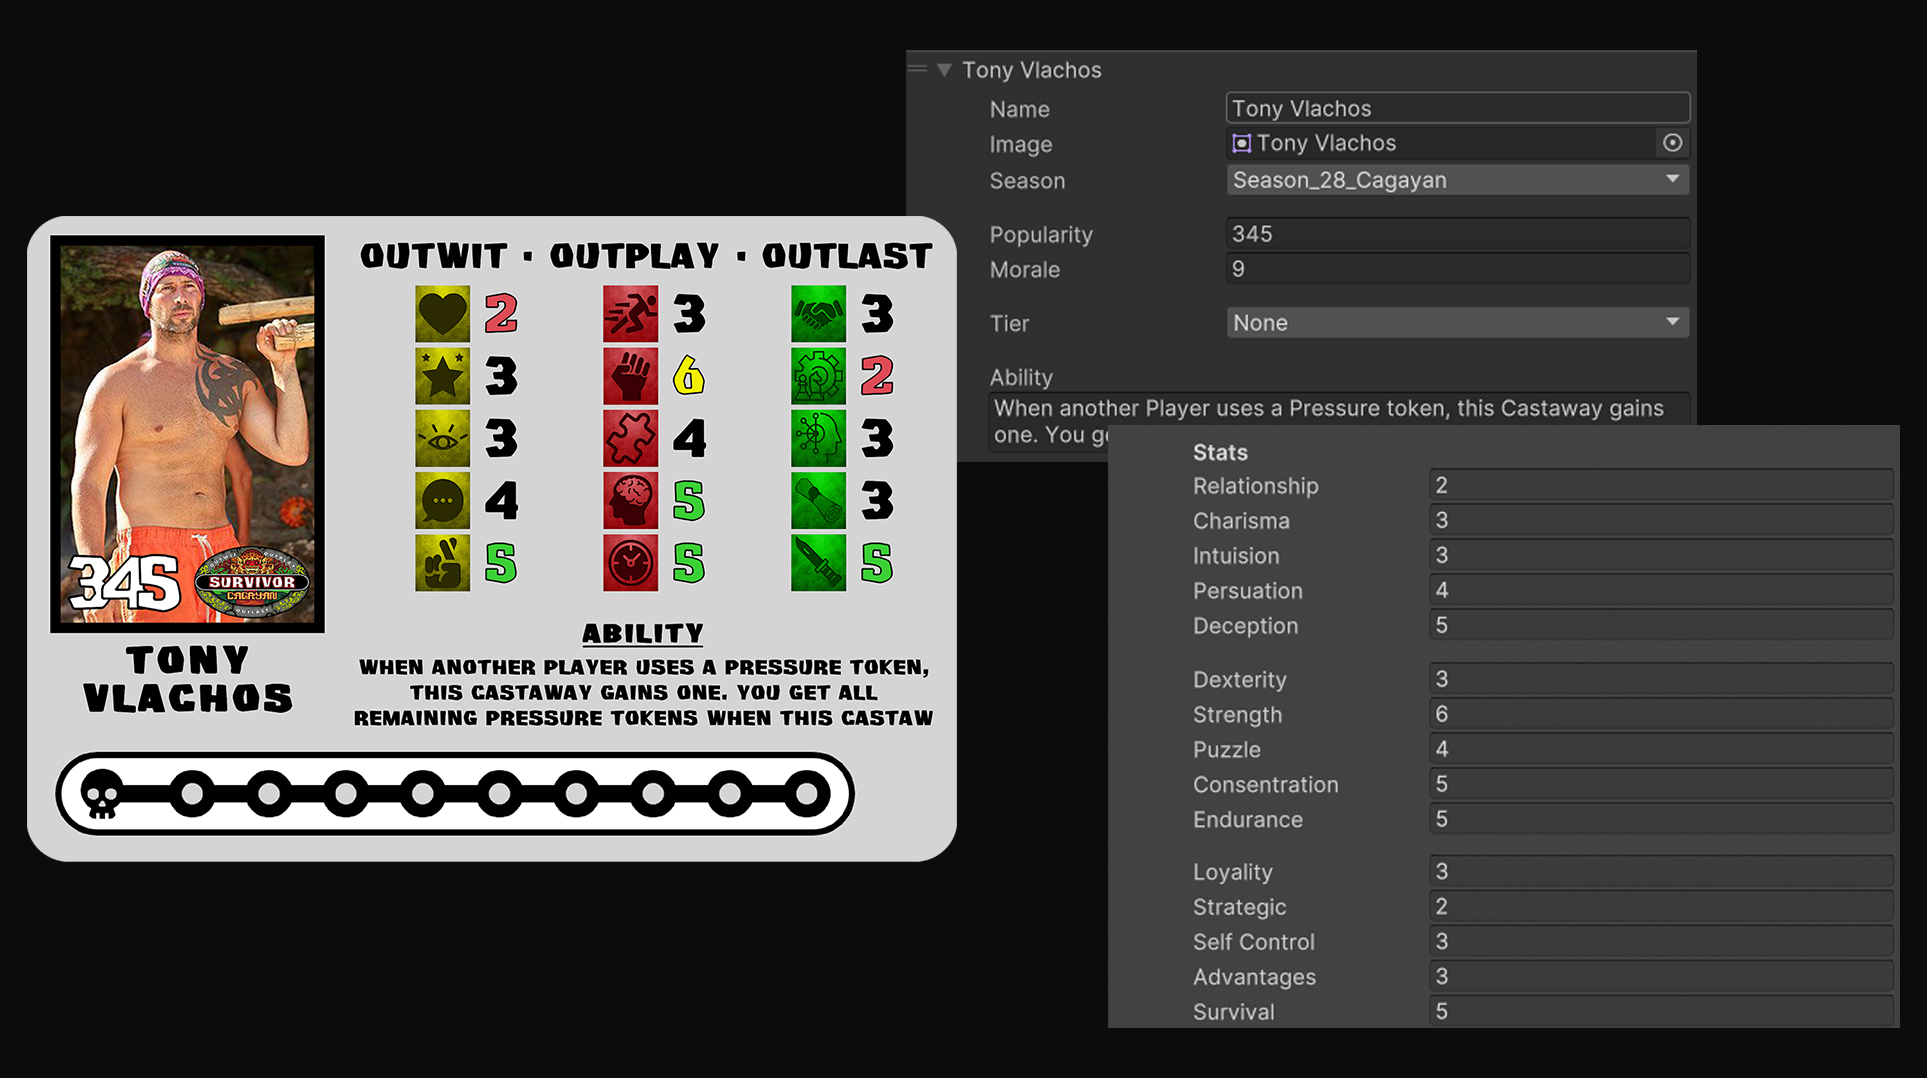 Tony Vlachos
Name Tony Vlachos
Image Tony Vlachos
Season Season_28_Cagayan
Popularity 345
Morale 9
Tier None
Ability
When another Player uses a Pressure token, this Castaway gains
one. You ge
OUTWIT · OUTPLAY · OUTLAST
2 3 3
3 6 2
3 4 3
4 5 3
5 5 5
345
OUTWIT OUTPLAY
SURVIVOR
CAGAYAN
OUTLAST
TONY
VLACHOS
ABILITY
WHEN ANOTHER PLAYER USES A PRESSURE TOKEN,
THIS CASTAWAY GAINS ONE. YOU GET ALL
REMAINING PRESSURE TOKENS WHEN THIS CASTAW
Stats
Relationship 2
Charisma 3
Intuision 3
Persuation 4
Deception 5
Dexterity 3
Strength 6
Puzzle 4
Consentration 5
Endurance 5
Loyality 3
Strategic 2
Self Control 3
Advantages 3
Survival 5